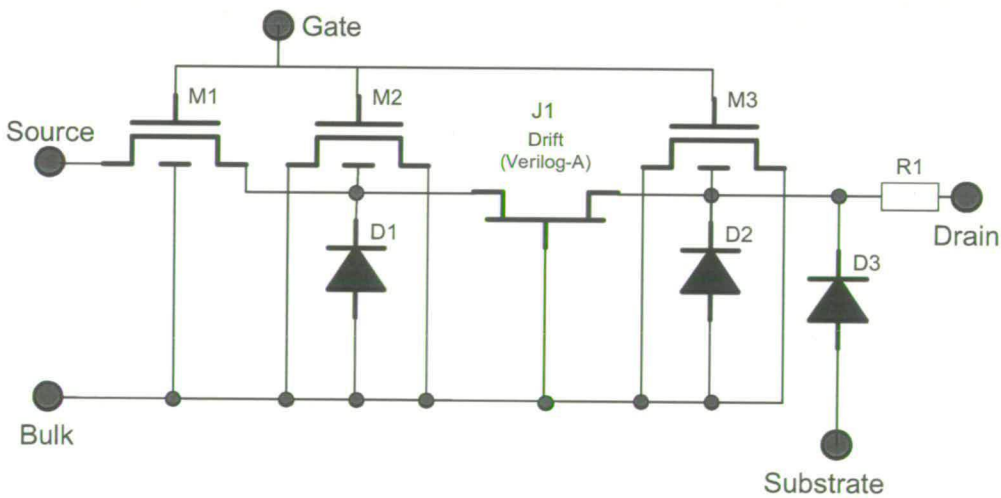 Gate
M1
M2
M3
J1
Drift
(Verilog-A)
Source
R1
Drain
D1
D2
D3
Bulk
Substrate